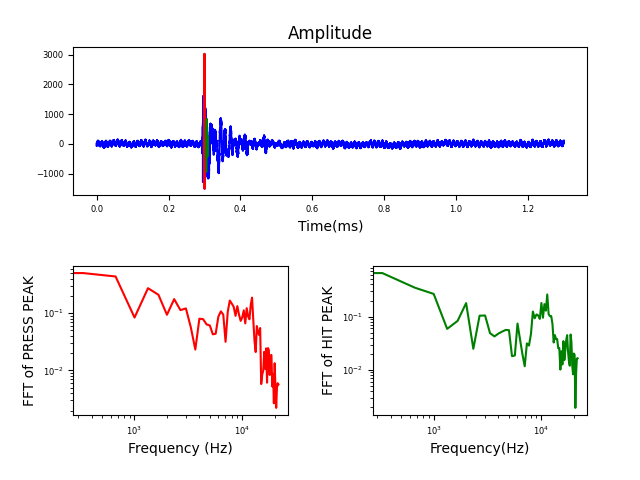 Amplitude
3000
2000
1000
0
−1000
0.0 0.2 0.4 0.6 0.8 1.0 1.2
Time(ms)
FFT of PRESS PEAK
10⁻¹
10⁻²
10³ 10⁴
Frequency (Hz)
FFT of HIT PEAK
10⁻¹
10⁻²
10³ 10⁴
Frequency(Hz)